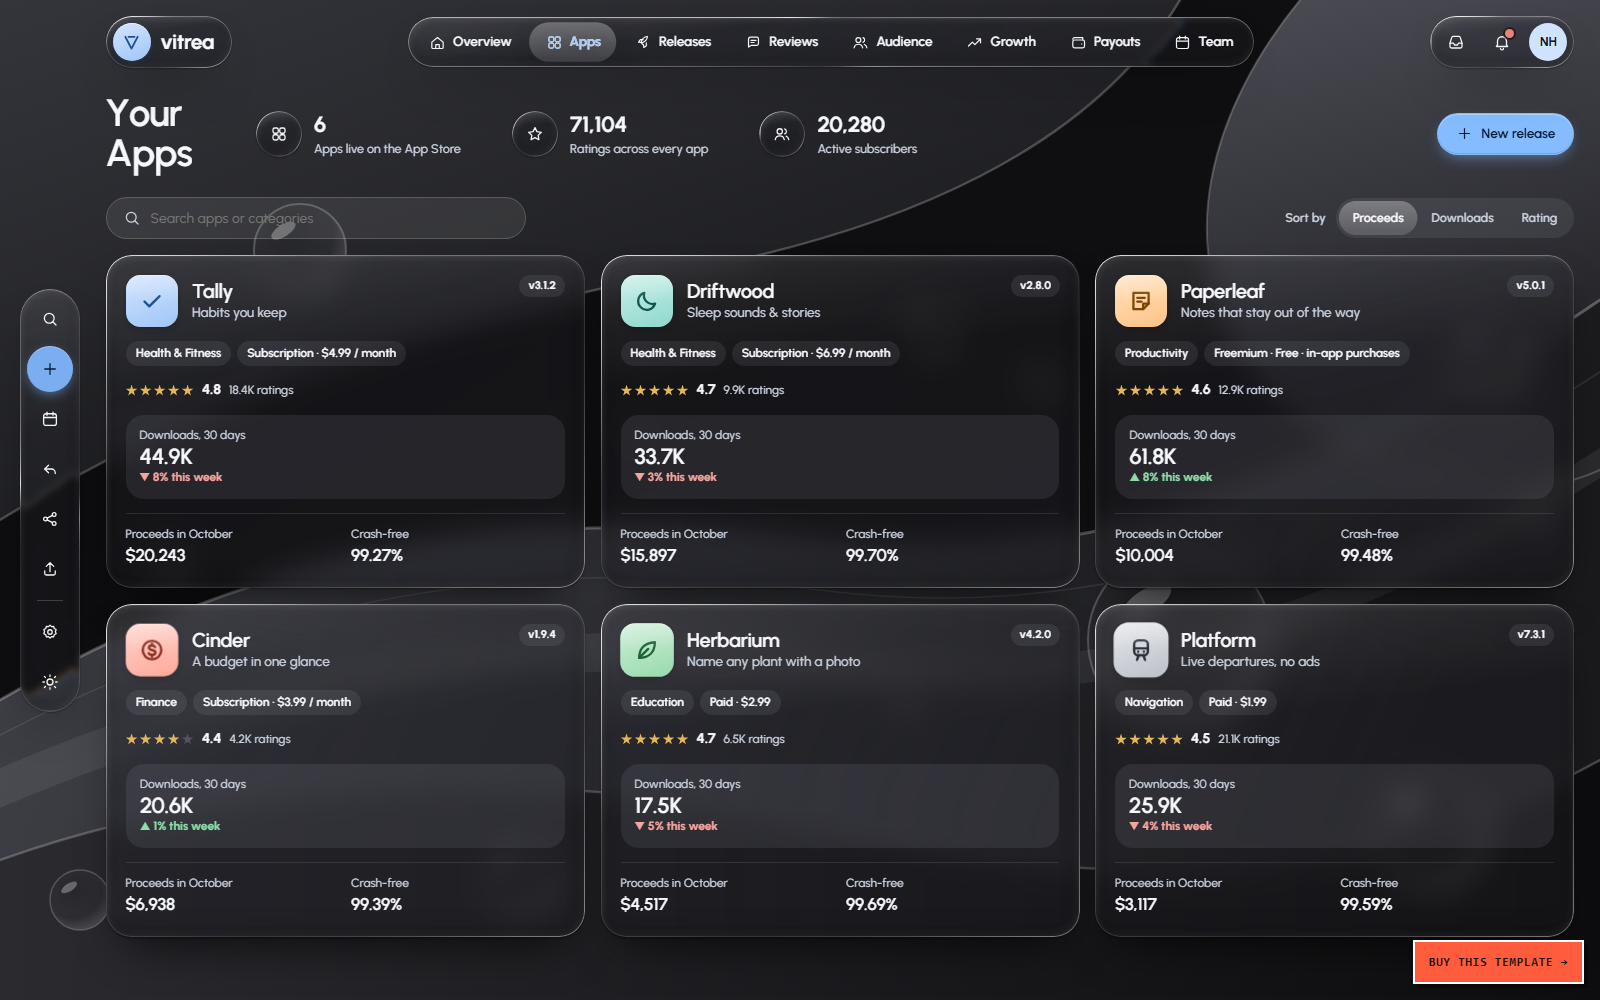 vitrea
Overview Apps Releases Reviews Audience Growth Payouts Team
NH
Your
Apps
6
Apps live on the App Store
71,104
Ratings across every app
20,280
Active subscribers
New release
Search apps or categories
Sort by Proceeds Downloads Rating
Tally
Habits you keep
v3.1.2
Health & Fitness Subscription · $4.99 / month
★★★★★ 4.8 18.4K ratings
Downloads, 30 days
44.9K
▼ 8% this week
Proceeds in October Crash-free
$20,243 99.27%
Driftwood
Sleep sounds & stories
v2.8.0
Health & Fitness Subscription · $6.99 / month
★★★★★ 4.7 9.9K ratings
Downloads, 30 days
33.7K
▼ 3% this week
Proceeds in October Crash-free
$15,897 99.70%
Paperleaf
Notes that stay out of the way
v5.0.1
Productivity Freemium · Free · in-app purchases
★★★★★ 4.6 12.9K ratings
Downloads, 30 days
61.8K
▲ 8% this week
Proceeds in October Crash-free
$10,004 99.48%
Cinder
A budget in one glance
v1.9.4
Finance Subscription · $3.99 / month
★★★★★ 4.4 4.2K ratings
Downloads, 30 days
20.6K
▲ 1% this week
Proceeds in October Crash-free
$6,938 99.39%
Herbarium
Name any plant with a photo
v4.2.0
Education Paid · $2.99
★★★★★ 4.7 6.5K ratings
Downloads, 30 days
17.5K
▼ 5% this week
Proceeds in October Crash-free
$4,517 99.69%
Platform
Live departures, no ads
v7.3.1
Navigation Paid · $1.99
★★★★★ 4.5 21.1K ratings
Downloads, 30 days
25.9K
▼ 4% this week
Proceeds in October Crash-free
$3,117 99.59%
BUY THIS TEMPLATE →